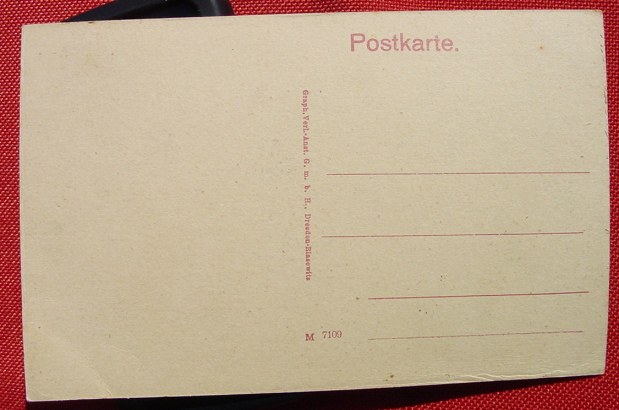 Postkarte.
Graph. Verl.-Anst. G. m. b. H., Dresden-Blasewitz
M 7109